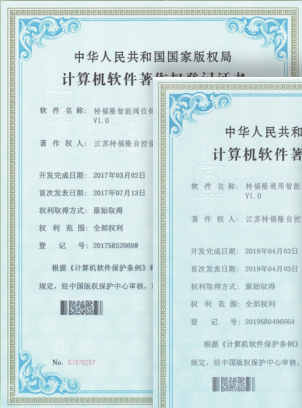 中华人民共和国国家版权局
计算机软件著作权登记证书
软 件 名 称： 特福隆智能阀位
V1.0
著 作 权 人： 江苏特福隆自控
开发完成日期： 2017年03月02日
首次发表日期： 2017年07月13日
权利取得方式： 原始取得
权 利 范 围： 全部权利
登 记 号： 2017SR520698
根据《计算机软件保护条例》
规定，经中国版权保护中心审核，
No.
中华人民共和
计算机软件著
软 件 名 称： 特福隆通用智能
V1.0
著 作 权 人： 江苏特福隆自控
开发完成日期： 2019年04月03日
首次发表日期： 2019年04月03日
权利取得方式： 原始取得
权 利 范 围： 全部权利
登 记 号： 2019SR0496664
根据《计算机软件保护条例》
规定，经中国版权保护中心审核，